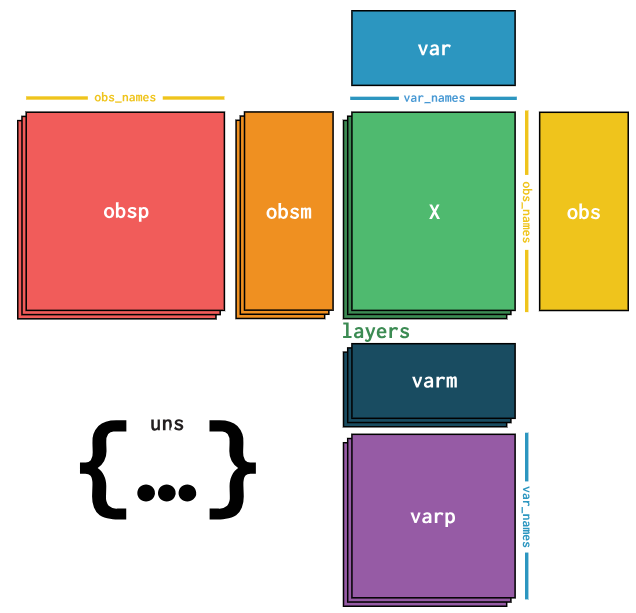 var
obs_names
var_names
obsp
obsm
X
obs_names
obs
layers
varm
uns
{...}
varp
var_names